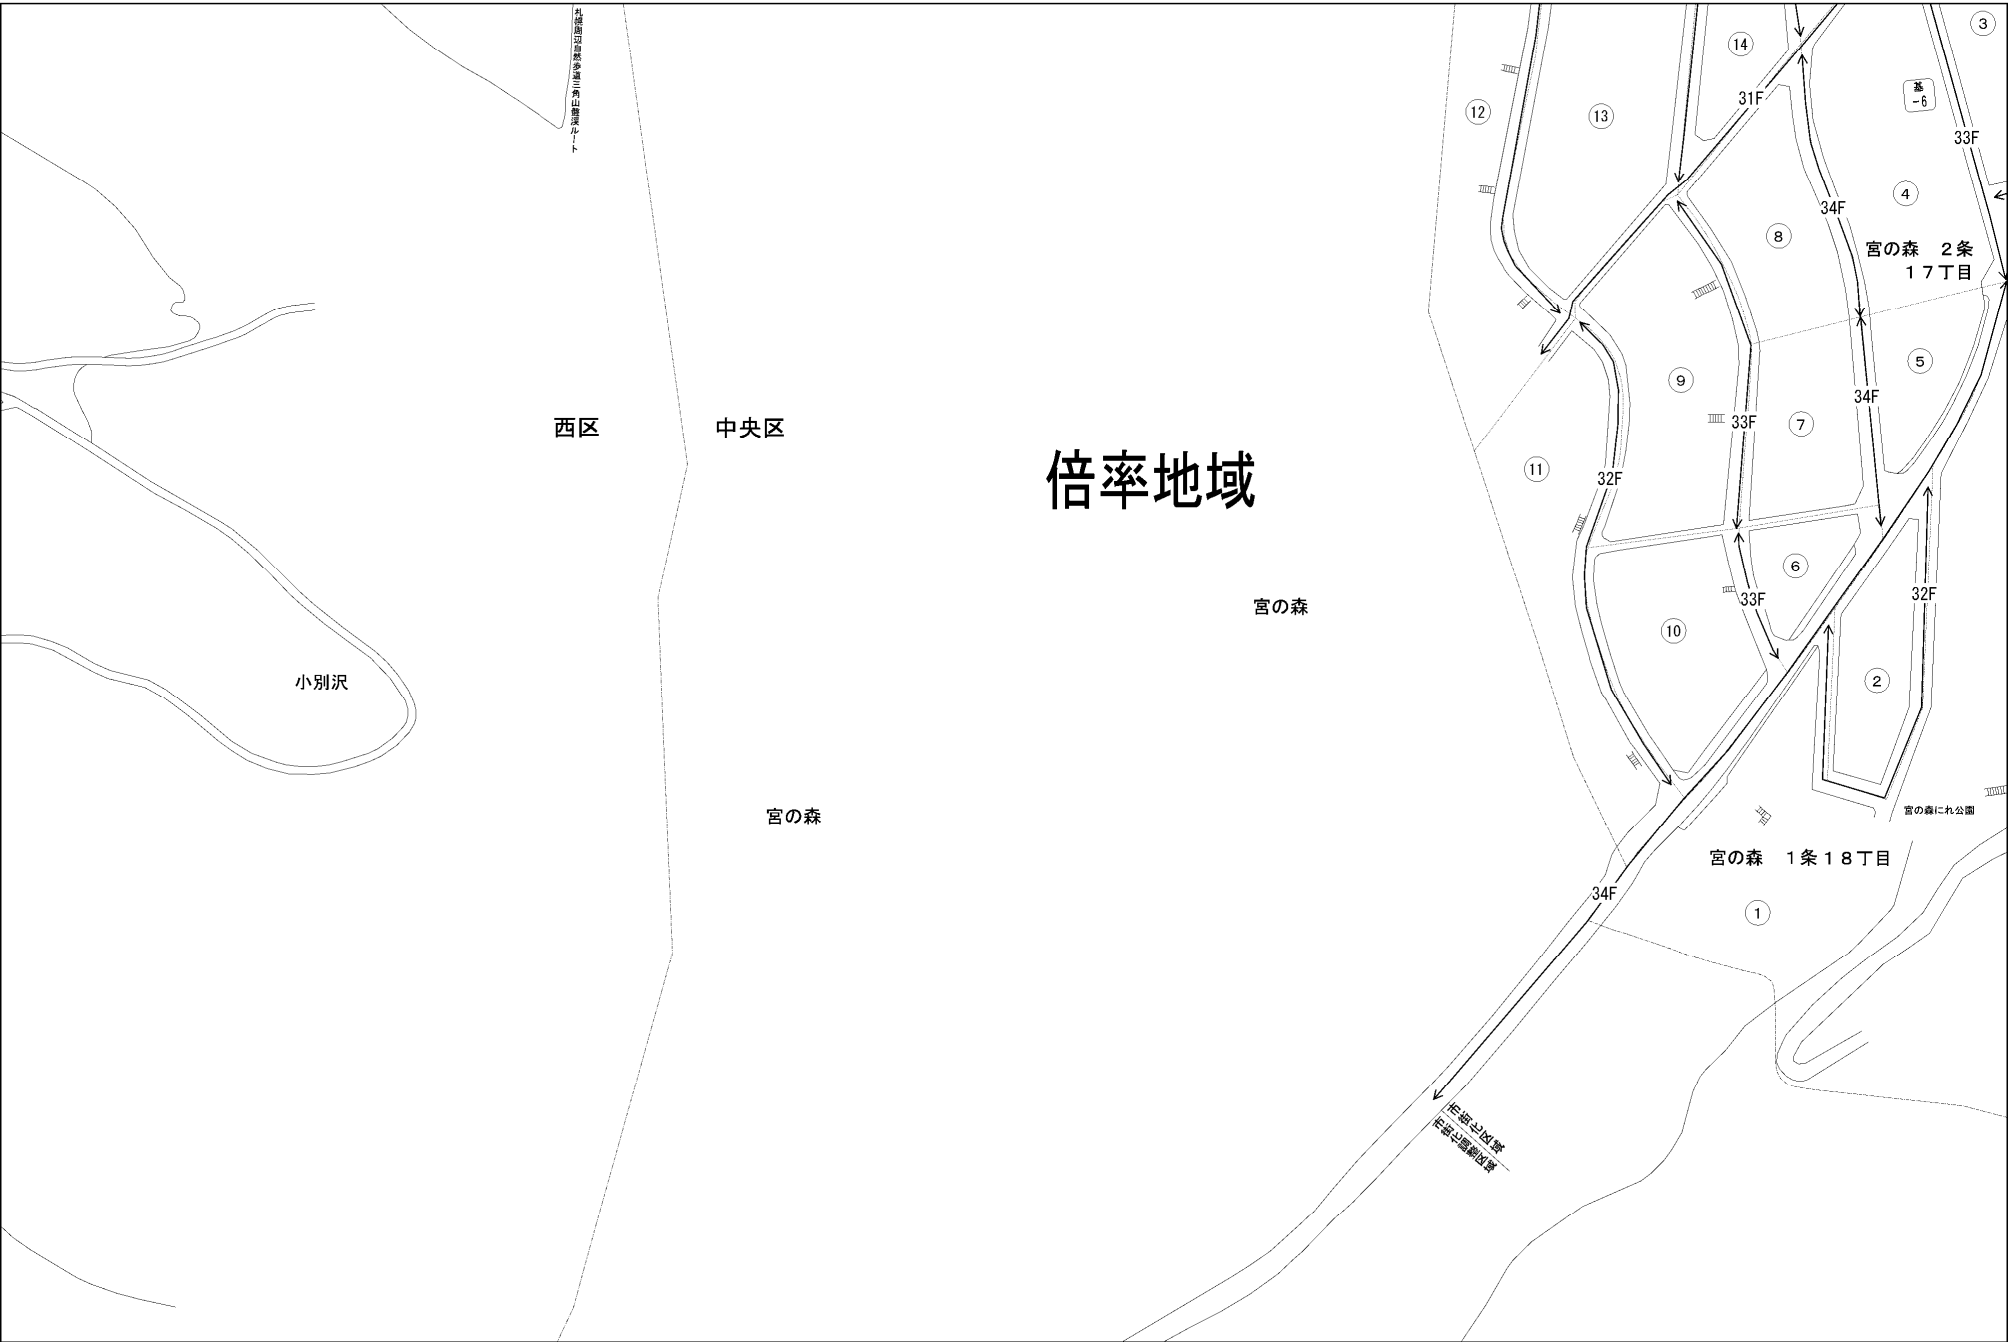 札幌周辺自然歩道三角山盤渓ルート
14
3
31F
基
-6
12
13
33F
4
34F
8
宮の森　２条
１７丁目
5
9
34F
7
33F
西区
中央区
倍率地域
11
32F
6
33F
32F
宮の森
10
小別沢
2
宮の森
宮の森にれ公園
宮の森　１条１８丁目
34F
1
市街化区域
市街化調整区域